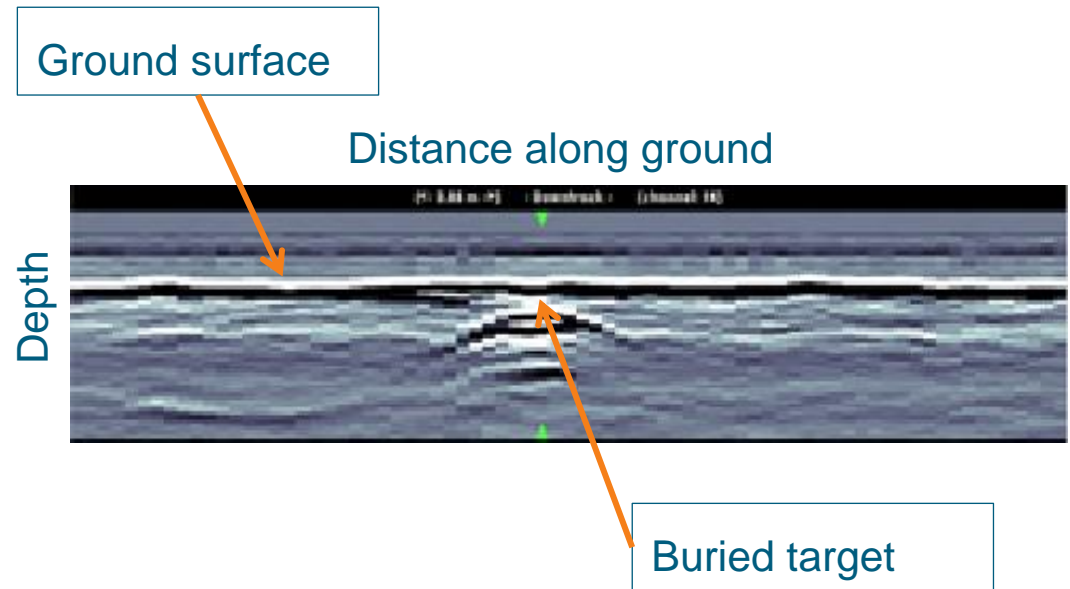 Ground surface
Distance along ground
Depth
Buried target